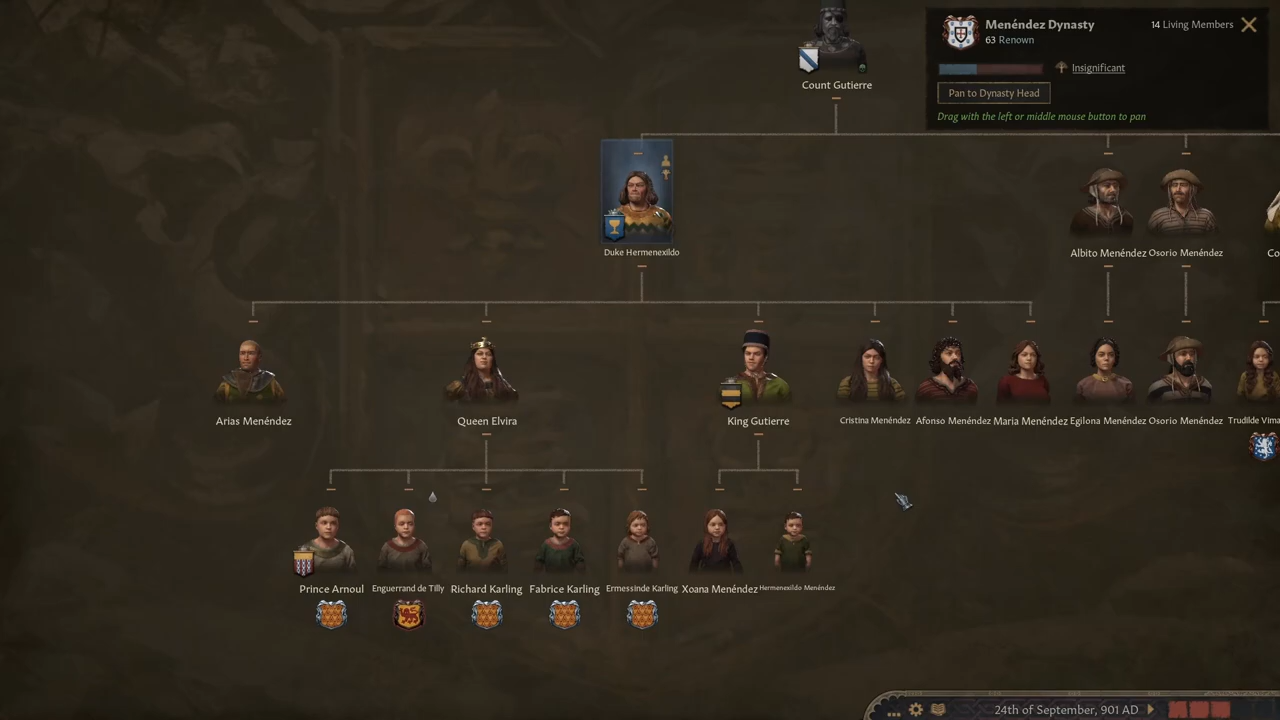 Menéndez Dynasty
14 Living Members
63 Renown
Insignificant
Pan to Dynasty Head
Drag with the left or middle mouse button to pan
Count Gutierre
Duke Hermenexildo
Albito Menéndez
Osorio Menéndez
Co
Arias Menéndez
Queen Elvira
King Gutierre
Cristina Menéndez
Afonso Menéndez
Maria Menéndez
Egilona Menéndez
Osorio Menéndez
Trudilde Vima
Prince Arnoul
Enguerrand de Tilly
Richard Karling
Fabrice Karling
Ermessinde Karling
Xoana Menéndez
Hermenexildo Menéndez
24th of September, 901 AD